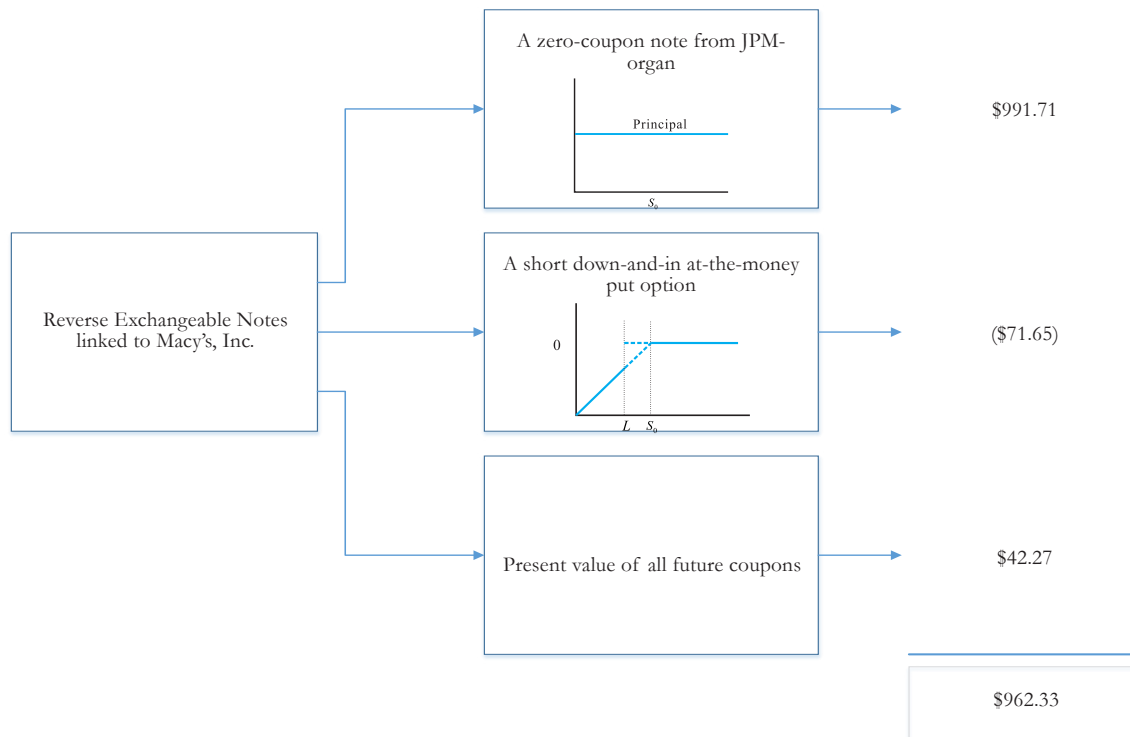 A zero-coupon note from JPM-
organ
Principal
S₀
$991.71
Reverse Exchangeable Notes
linked to Macy's, Inc.
A short down-and-in at-the-money
put option
0
L S₀
($71.65)
Present value of all future coupons
$42.27
$962.33